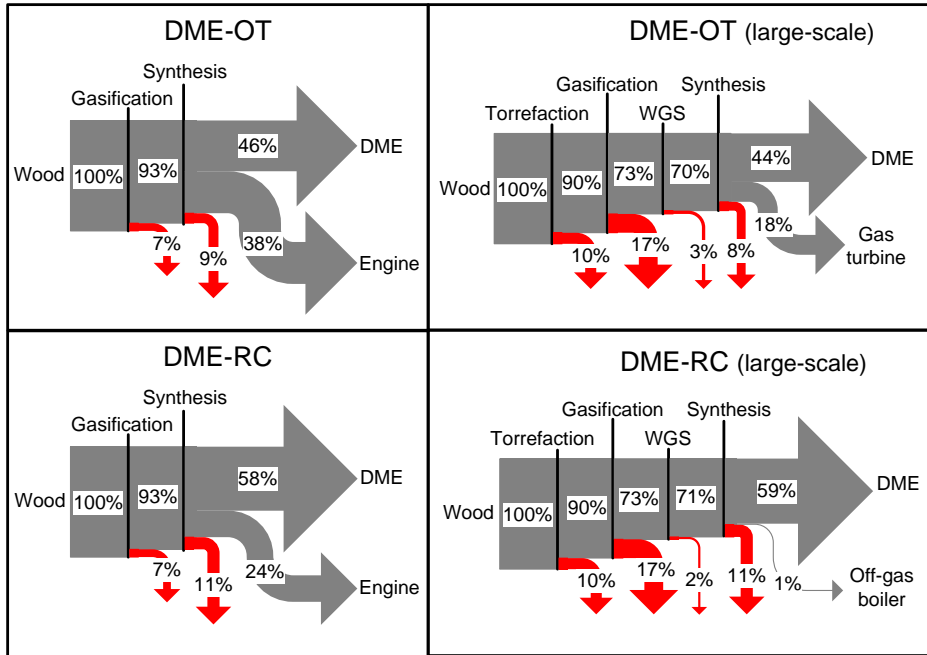 DME-OT
Synthesis
Gasification
Wood
100%
93%
46%
DME
7%
9%
38%
Engine
DME-OT (large-scale)
Gasification
Synthesis
Torrefaction
WGS
Wood
100%
90%
73%
70%
44%
DME
10%
17%
3%
8%
18%
Gas
turbine
DME-RC
Synthesis
Gasification
Wood
100%
93%
58%
DME
7%
11%
24%
Engine
DME-RC (large-scale)
Gasification
Synthesis
Torrefaction
WGS
Wood
100%
90%
73%
71%
59%
DME
10%
17%
2%
11%
1%
Off-gas
boiler